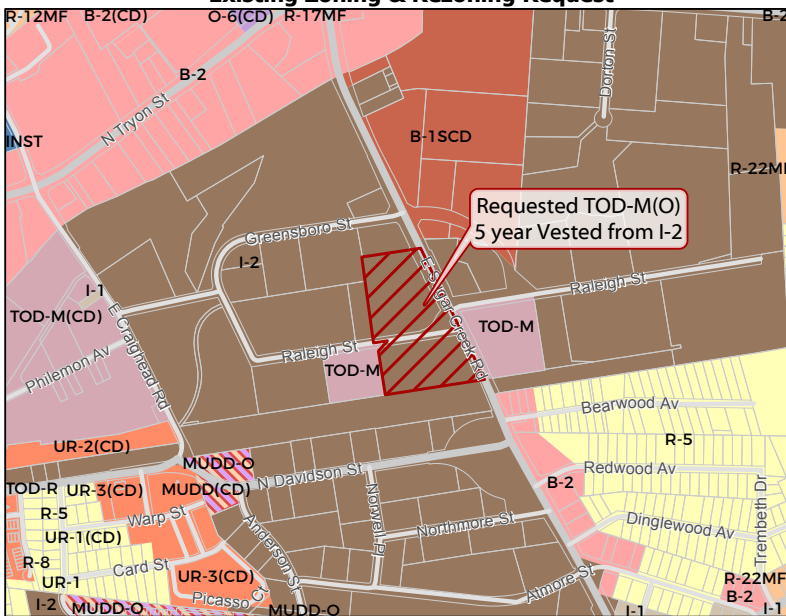 Existing Zoning & Rezoning Request
R-12MF
B-2(CD)
O-6(CD)
R-17MF
B-2
B-2
N Tryon St
Dorton St
INST
B-1SCD
R-22MF
Requested TOD-M(O)
5 year Vested from I-2
Greensboro St
I-2
E Sugar Creek Rd
I-1
TOD-M(CD)
E Craighead Rd
Raleigh St
TOD-M
Philemon Av
Raleigh St
TOD-M
Bearwood Av
UR-2(CD)
R-5
MUDD-O
N Davidson St
Redwood Av
TOD-R
UR-3(CD)
MUDD(CD)
B-2
Trembeth Dr
R-5
Warp St
Anderson St
Norwell Pl
Northmore St
Dinglewood Av
UR-1(CD)
R-8
Card St
UR-3(CD)
Atmore St
R-22MF
UR-1
Picasso Ct
B-2
I-2
MUDD-O
MUDD-O
I-1
I-1